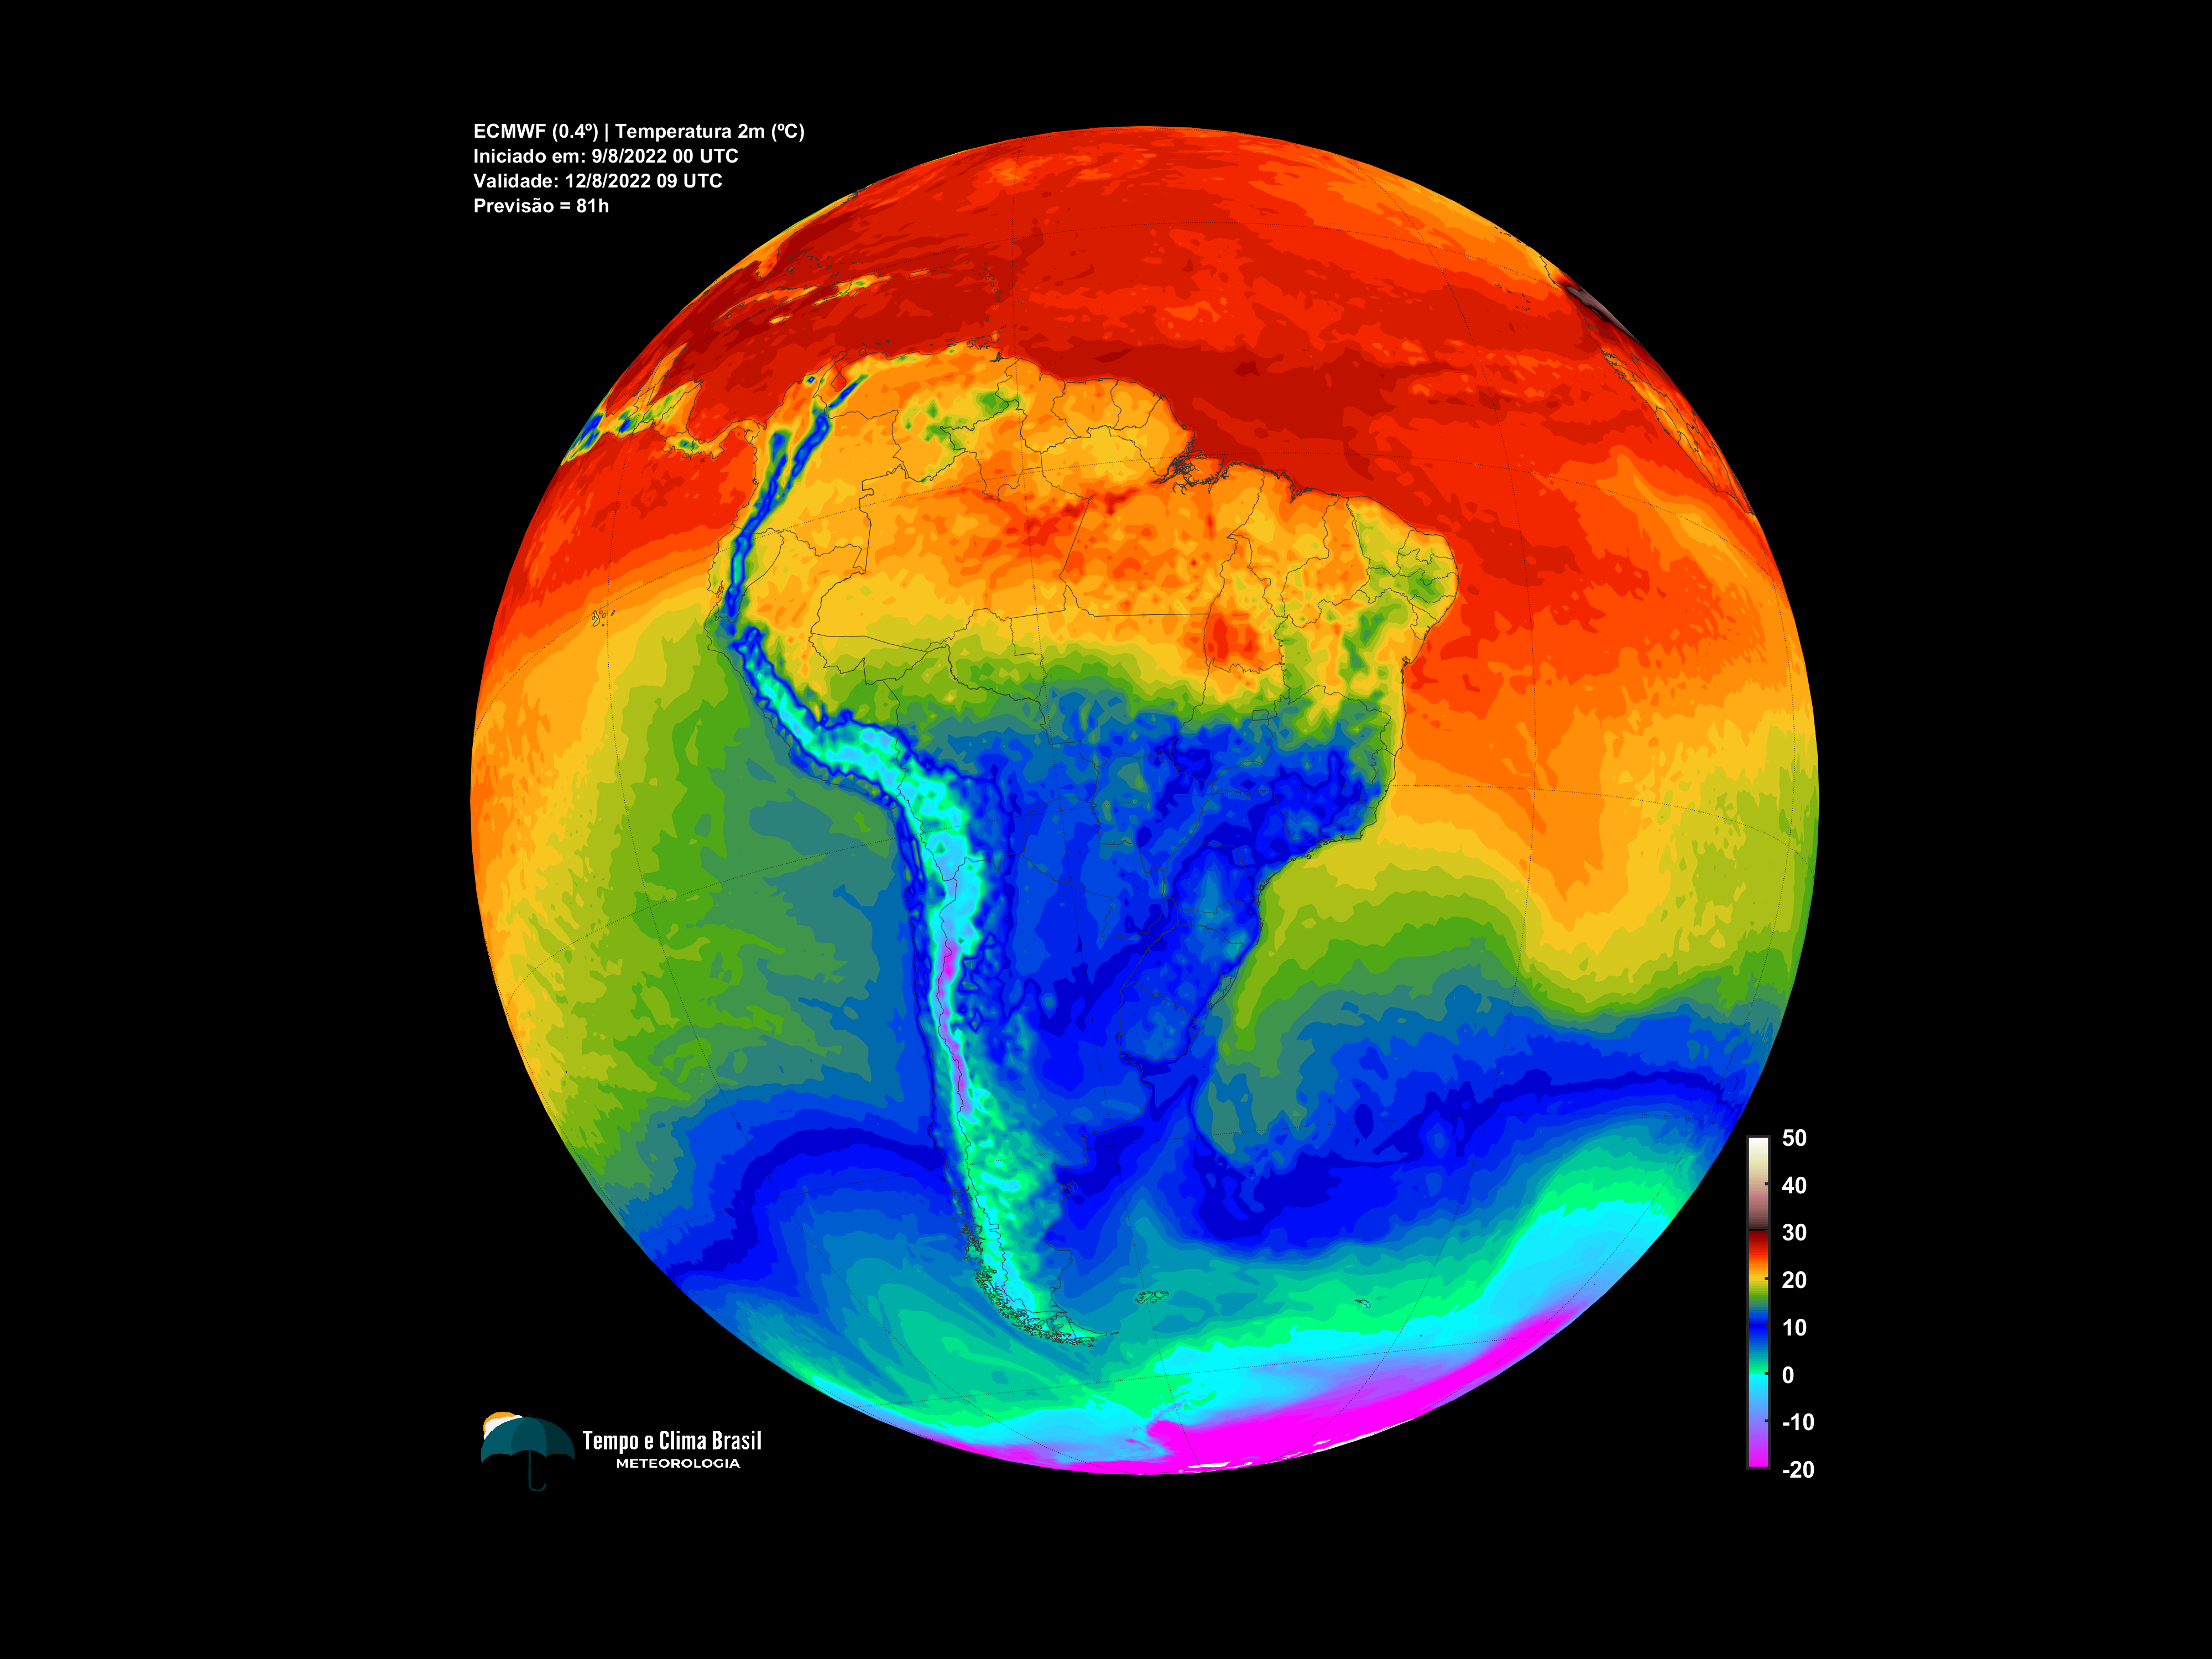 ECMWF (0.4º) | Temperatura 2m (ºC)
Iniciado em: 9/8/2022 00 UTC
Validade: 12/8/2022 09 UTC
Previsão = 81h
50
40
30
20
10
0
-10
-20
Tempo e Clima Brasil
METEOROLOGIA